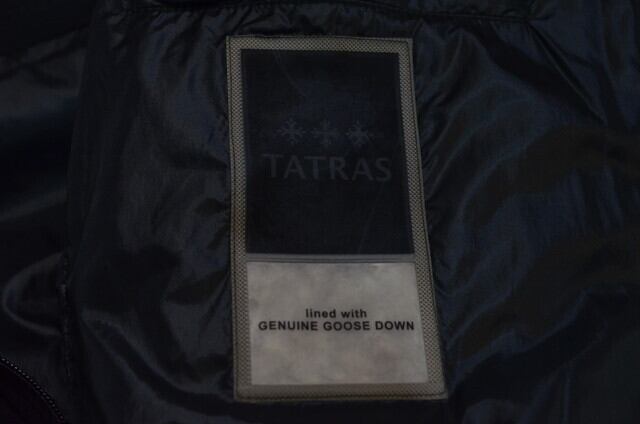 TATRAS
lined with
GENUINE GOOSE DOWN